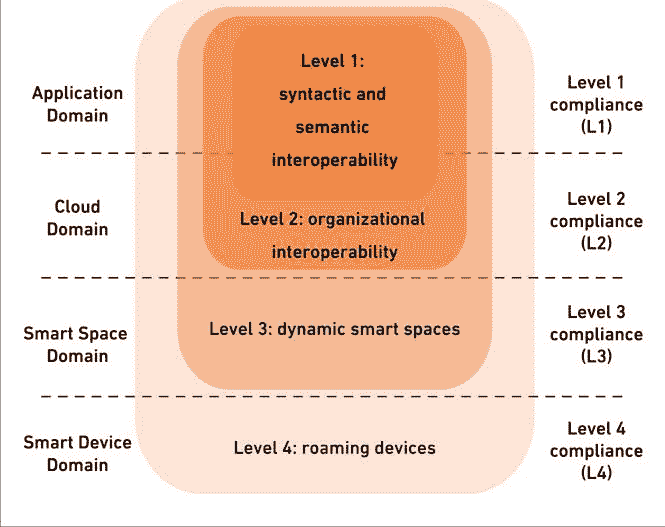 Level 1:
syntactic and
semantic
interoperability
Application
Domain
Level 1
compliance
(L1)
Cloud
Domain
Level 2: organizational
interoperability
Level 2
compliance
(L2)
Smart Space
Domain
Level 3: dynamic smart spaces
Level 3
compliance
(L3)
Smart Device
Domain
Level 4: roaming devices
Level 4
compliance
(L4)